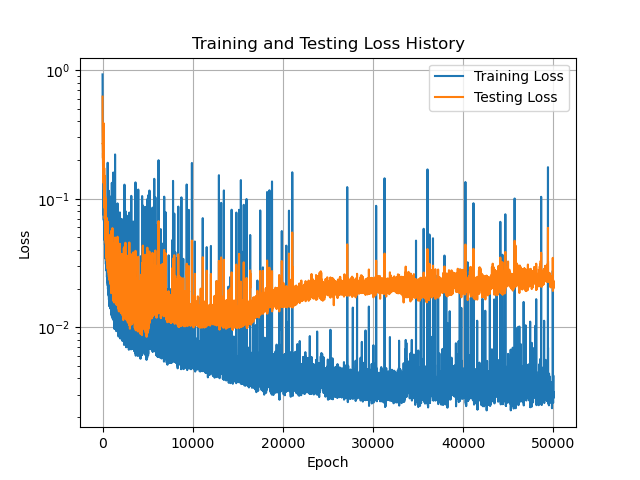 Training and Testing Loss History
Training Loss
Testing Loss
10⁰
10⁻¹
10⁻²
Loss
0 10000 20000 30000 40000 50000
Epoch